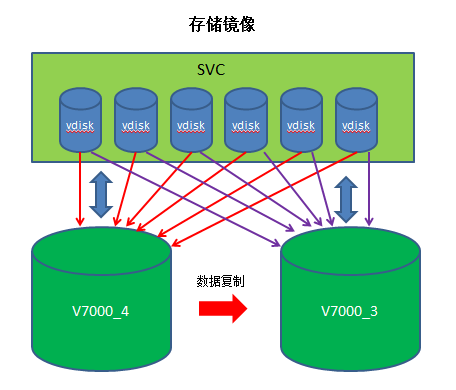 存储镜像
SVC
vdisk vdisk vdisk vdisk vdisk vdisk
数据复制
V7000_4 V7000_3